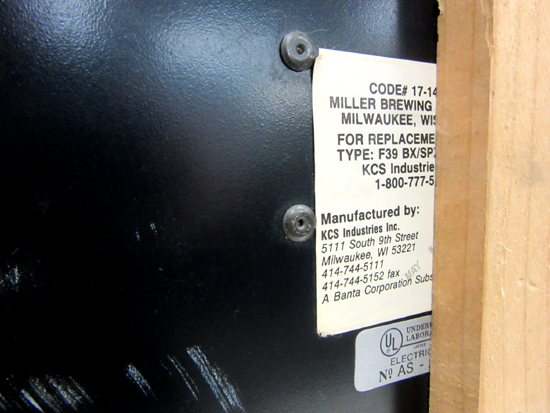 CODE# 17-14
MILLER BREWING
MILWAUKEE, WIS
FOR REPLACEME
TYPE: F39 BX/SP
KCS Industrie
1-800-777-5
Manufactured by:
KCS Industries Inc.
5111 South 9th Street
Milwaukee, WI 53221
414-744-5111
414-744-5152 fax
MAY
A Banta Corporation Subs
UL
UNDERW
LABORA
ELECTRIC
Nº AS -